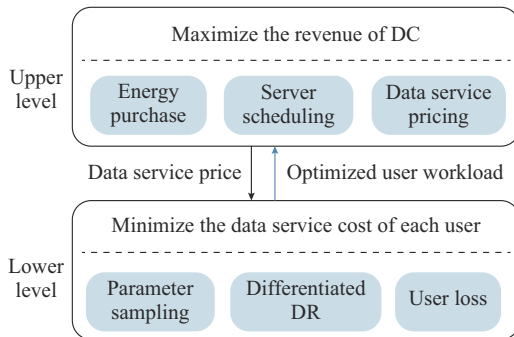 Maximize the revenue of DC
Upper
level
Energy
purchase
Server
scheduling
Data service
pricing
Data service price
Optimized user workload
Minimize the data service cost of each user
Lower
level
Parameter
sampling
Differentiated
DR
User loss